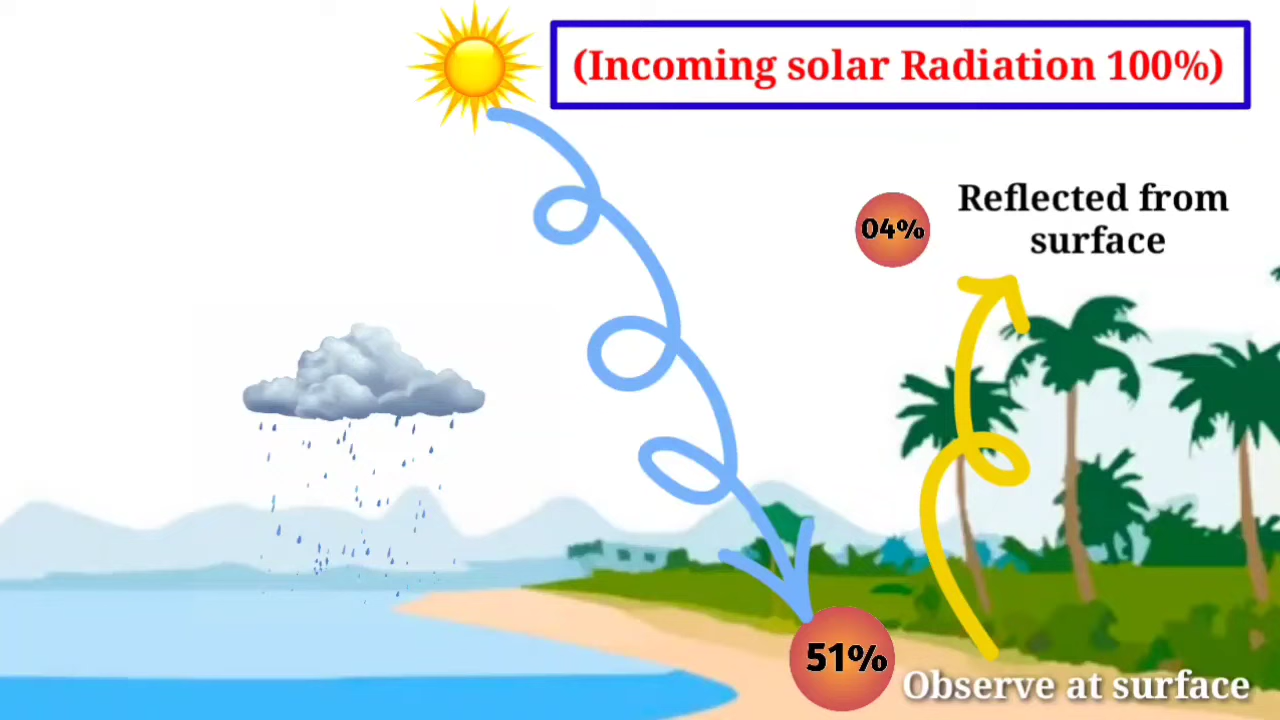 (Incoming solar Radiation 100%)
04%
Reflected from
surface
51%
Observe at surface